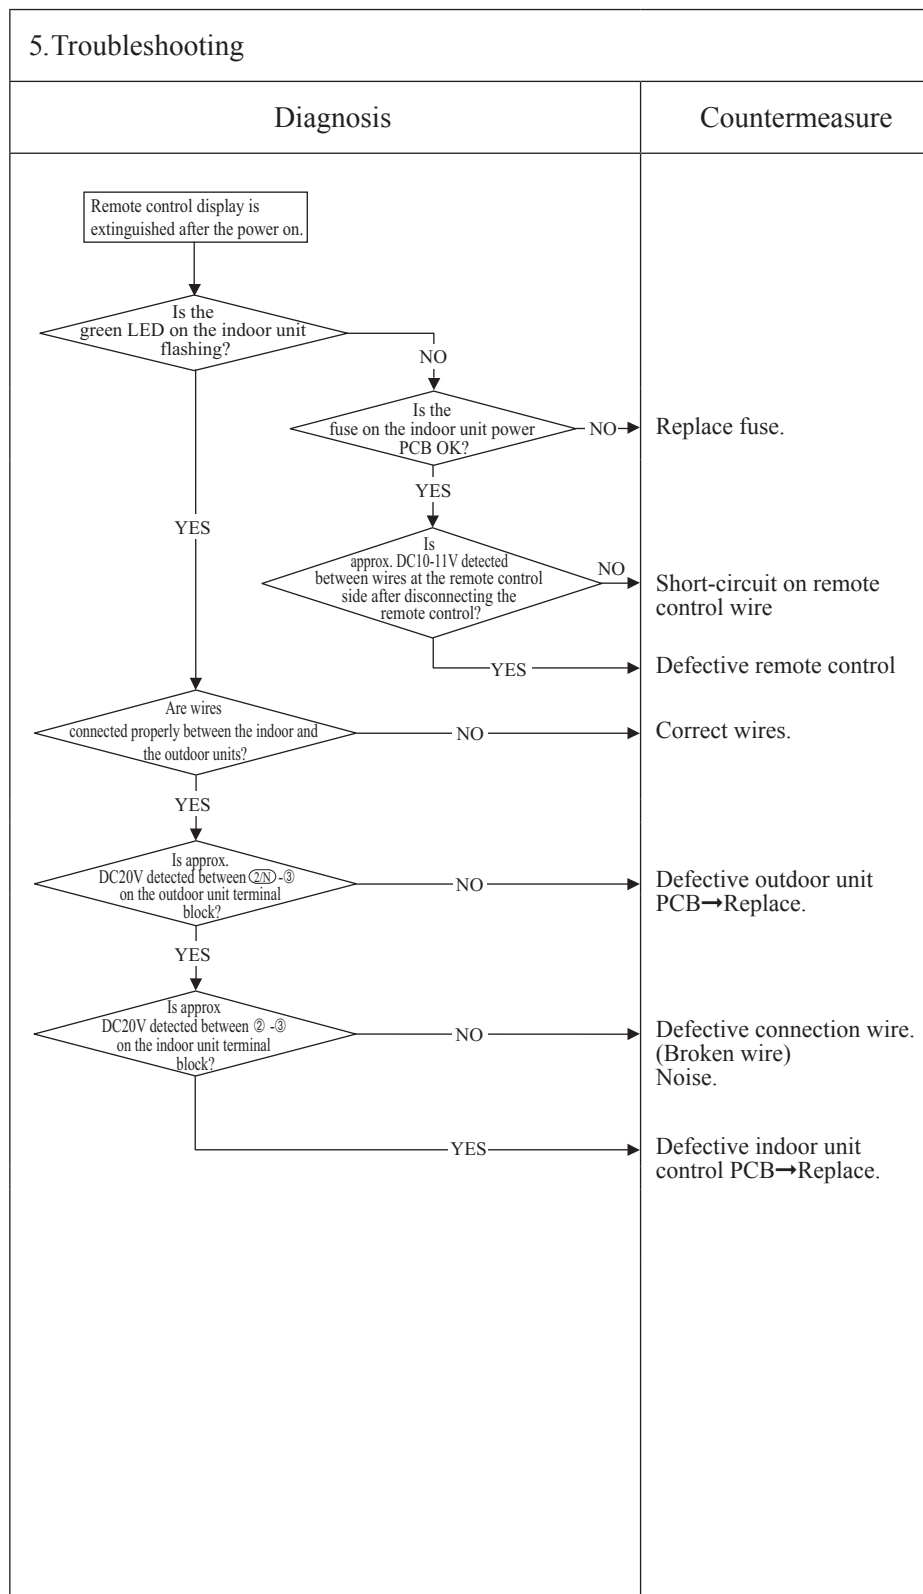 5.Troubleshooting
Diagnosis
Countermeasure
Remote control display is
extinguished after the power on.
Is the
green LED on the indoor unit
flashing?
NO
Is the
fuse on the indoor unit power
PCB OK?
NO
Replace fuse.
YES
YES
Is
approx. DC10-11V detected
between wires at the remote control
side after disconnecting the
remote control?
NO
Short-circuit on remote
control wire
YES
Defective remote control
Are wires
connected properly between the indoor and
the outdoor units?
NO
Correct wires.
YES
Is approx.
DC20V detected between 2/N -③
on the outdoor unit terminal
block?
NO
Defective outdoor unit
PCB→Replace.
YES
Is approx
DC20V detected between ② -③
on the indoor unit terminal
block?
NO
Defective connection wire.
(Broken wire)
Noise.
YES
Defective indoor unit
control PCB→Replace.